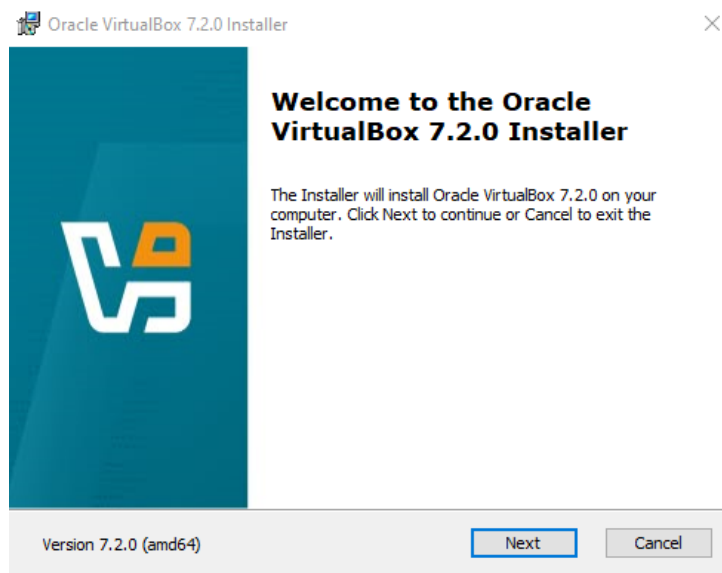 Oracle VirtualBox 7.2.0 Installer
Welcome to the Oracle
VirtualBox 7.2.0 Installer
The Installer will install Oracle VirtualBox 7.2.0 on your
computer. Click Next to continue or Cancel to exit the
Installer.
Version 7.2.0 (amd64)
Next
Cancel